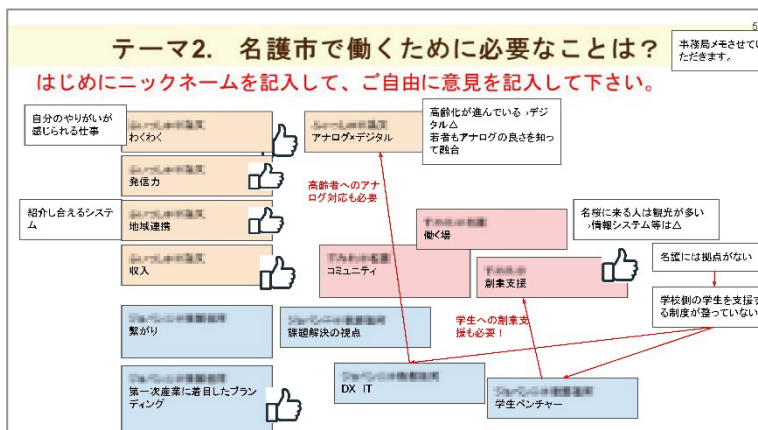 5
テーマ2. 名護市で働くために必要なことは？
事務局メモさせてい
ただきます。
はじめにニックネームを記入して、ご自由に意見を記入して下さい。
自分のやりがいが
感じられる仕事
わくわく
アナログ×デジタル
高齢化が進んでいる→デジ
タル△
若者もアナログの良さを知っ
て融合
発信力
高齢者へのアナ
ログ対応も必要
紹介し合えるシステ
ム
地域連携
働く場
名桜に来る人は観光が多い
→情報システム等は△
収入
コミュニティ
創業支援
名護には拠点がない
学校側の学生を支援す
る制度が整っていない
繋がり
課題解決の視点
学生への創業支
援も必要！
第一次産業に着目したブラン
ディング
DX IT
学生ベンチャー